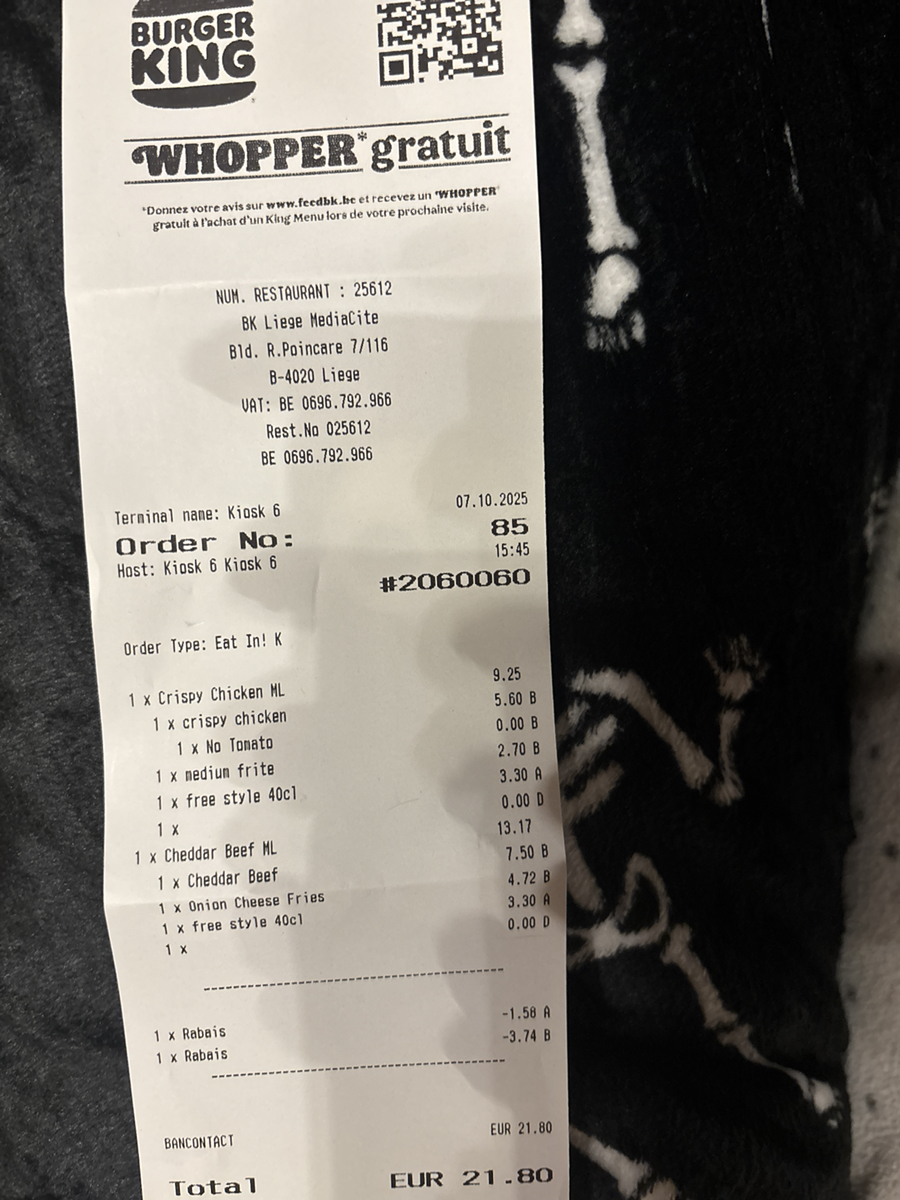 BURGER
KING
WHOPPER* gratuit
*Donnez votre avis sur www.feedbk.be et recevez un WHOPPER
gratuit à l'achat d'un King Menu lors de votre prochaine visite.
NUM. RESTAURANT : 25612
BK Liege MediaCite
Bld. R.Poincare 7/116
B-4020 Liege
VAT: BE 0696.792.966
Rest.No 025612
BE 0696.792.966
Terminal name: Kiosk 6 07.10.2025
Order No: 85
Host: Kiosk 6 Kiosk 6 15:45
#2060060
Order Type: Eat In! K
1 x Crispy Chicken ML 9.25
1 x crispy chicken 5.60 B
1 x No Tomato 0.00 B
1 x medium frite 2.70 B
1 x free style 40cl 3.30 A
1 x 0.00 D
1 x Cheddar Beef ML 13.17
1 x Cheddar Beef 7.50 B
1 x Onion Cheese Fries 4.72 B
1 x free style 40cl 3.30 A
1 x 0.00 D
1 x Rabais -1.58 A
1 x Rabais -3.74 B
BANCONTACT EUR 21.80
Total EUR 21.80